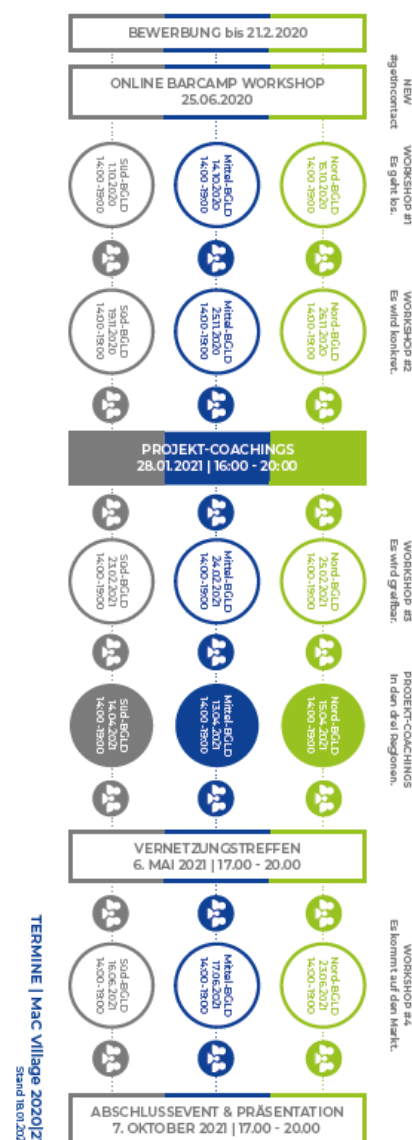 BEWERBUNG bis 21.2.2020
NEW
#getincontact
ONLINE BARCAMP WORKSHOP
25.06.2020
WORKSHOP #1
Es geht los.
Süd-BGLD
1.10.2020
14:00-19:00
Mittel-BGLD
14.10.2020
14:00-19:00
Nord-BGLD
15.10.2020
14:00-19:00
WORKSHOP #2
Es wird konkret.
Süd-BGLD
19.11.2020
14:00-19:00
Mittel-BGLD
25.11.2020
14:00-19:00
Nord-BGLD
26.11.2020
14:00-19:00
PROJEKT-COACHINGS
28.01.2021 | 16:00 - 20:00
WORKSHOP #3
Es wird greifbar.
Süd-BGLD
23.02.2021
14:00-19:00
Mittel-BGLD
24.02.2021
14:00-19:00
Nord-BGLD
25.02.2021
14:00-19:00
PROJEKT-COACHINGS
In den drei Regionen.
Süd-BGLD
14.04.2021
14:00-19:00
Mittel-BGLD
13.04.2021
14:00-19:00
Nord-BGLD
15.04.2021
14:00-19:00
VERNETZUNGSTREFFEN
6. MAI 2021 | 17.00 - 20.00
WORKSHOP #4
Es kommt auf den Markt.
Süd-BGLD
16.06.2021
14:00-19:00
Mittel-BGLD
17.06.2021
14:00-19:00
Nord-BGLD
23.06.2021
14:00-19:00
ABSCHLUSSEVENT & PRÄSENTATION
7. OKTOBER 2021 | 17.00 - 20.00
TERMINE | MaC Village 2020|2
Stand 18.01.202